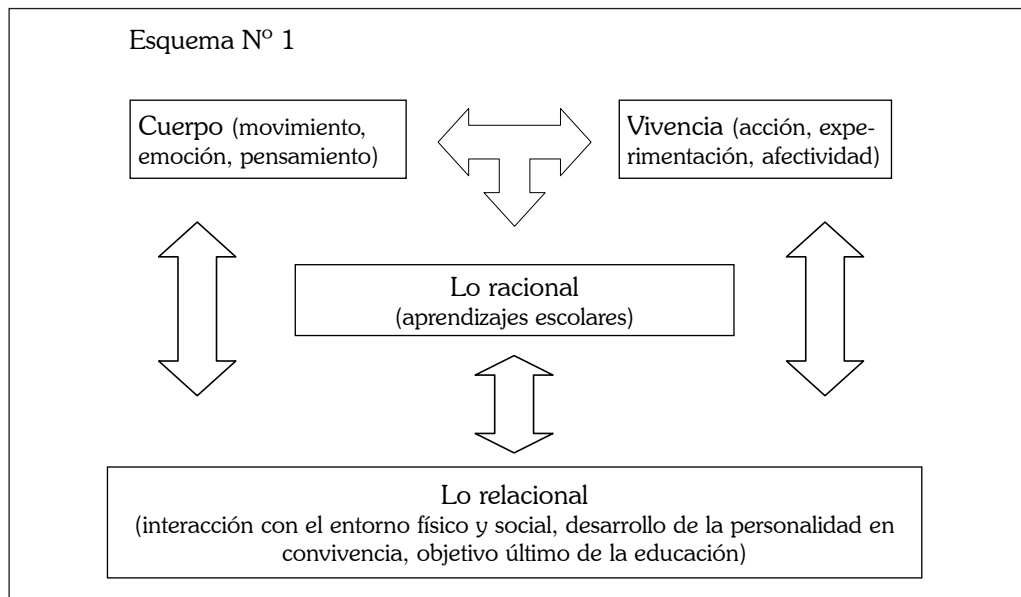 Esquema Nº 1
Cuerpo (movimiento,
emoción, pensamiento)
Vivencia (acción, expe-
rimentación, afectividad)
Lo racional
(aprendizajes escolares)
Lo relacional
(interacción con el entorno físico y social, desarrollo de la personalidad en
convivencia, objetivo último de la educación)